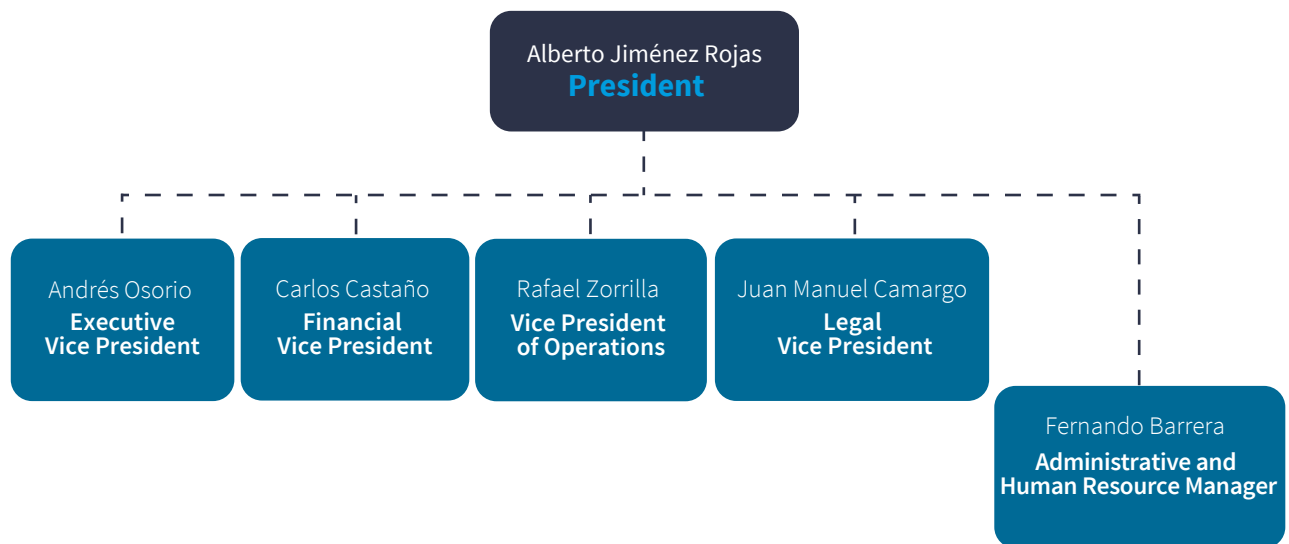 Alberto Jiménez Rojas
President
Andrés Osorio
Executive
Vice President
Carlos Castaño
Financial
Vice President
Rafael Zorrilla
Vice President
of Operations
Juan Manuel Camargo
Legal
Vice President
Fernando Barrera
Administrative and
Human Resource Manager